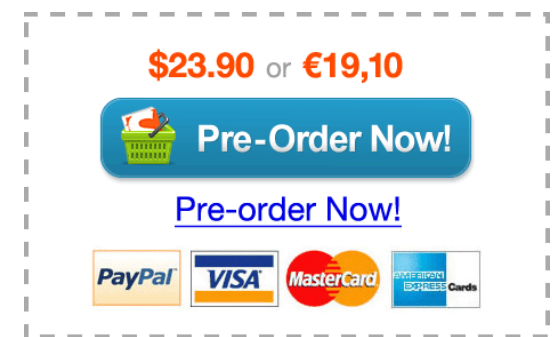 $23.90 or €19,10
Pre-Order Now!
Pre-order Now!
PayPal VISA MasterCard AMERICAN EXPRESS Cards